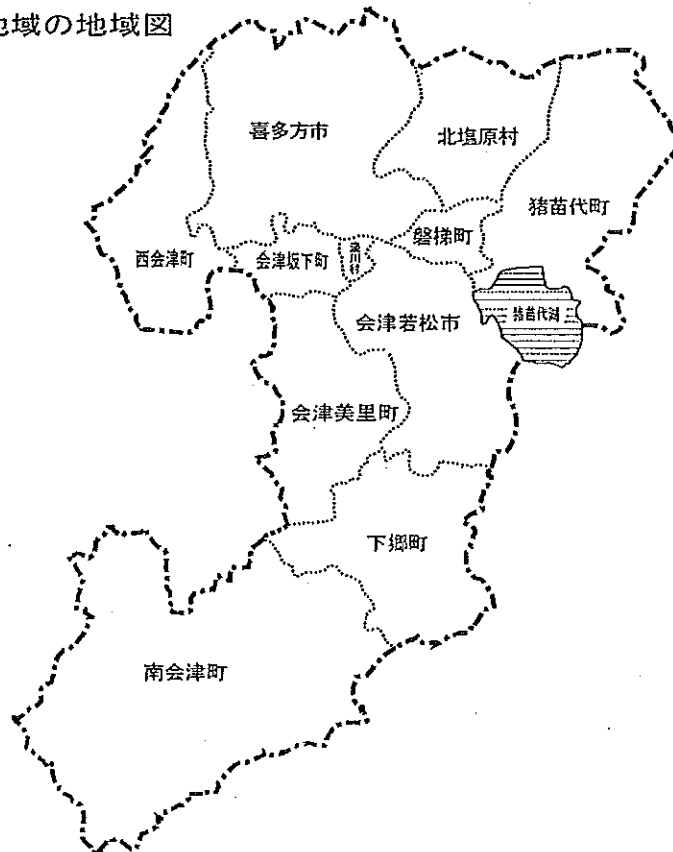 地域の地域図
喜多方市
北塩原村
猪苗代町
磐梯町
西会津町
会津坂下町
湯川村
猪苗代湖
会津若松市
会津美里町
下郷町
南会津町